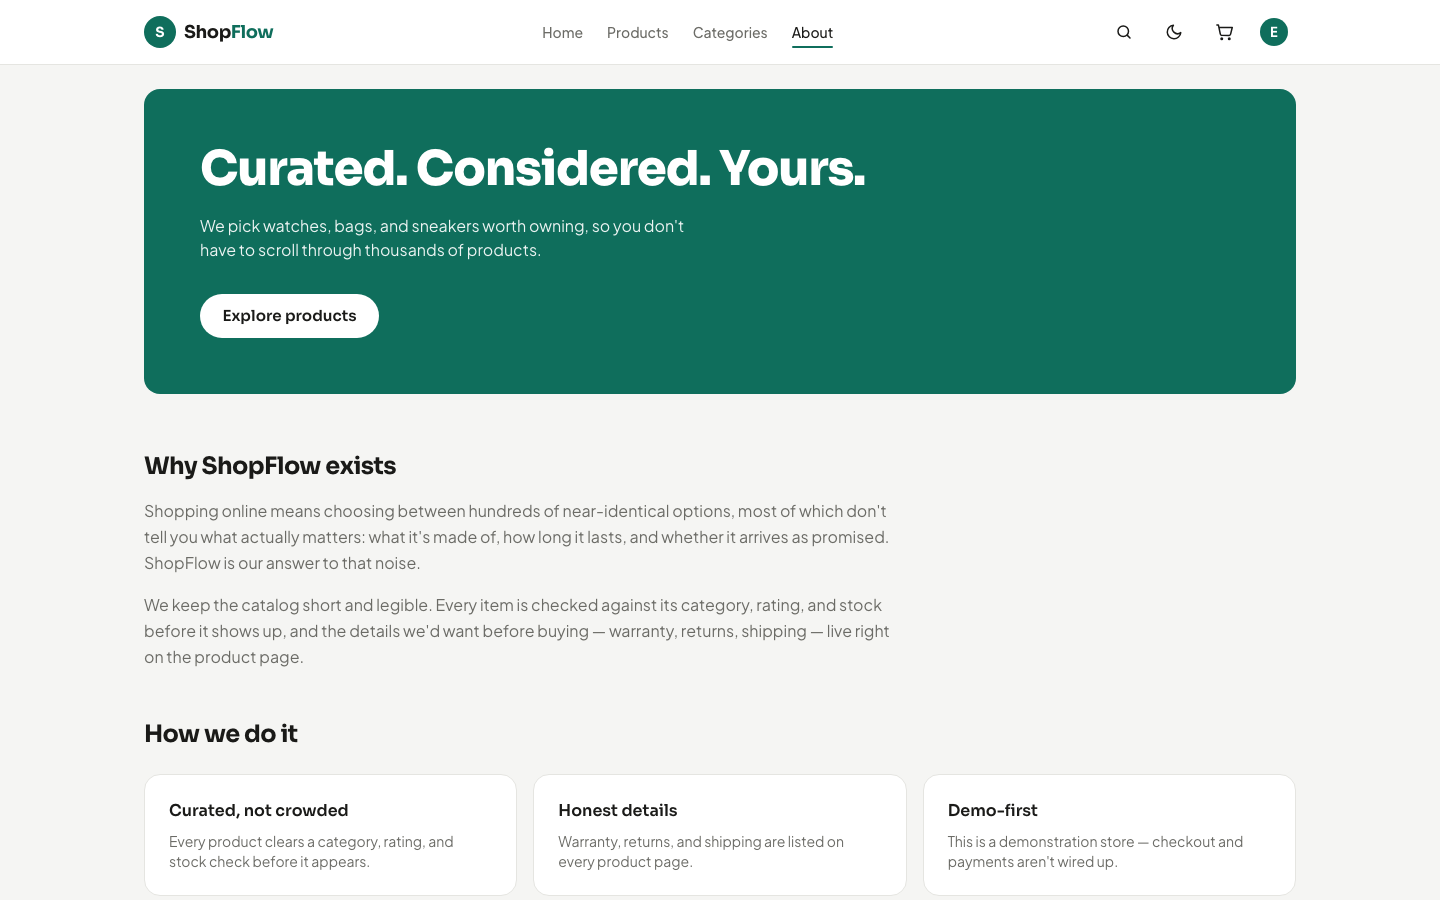 S ShopFlow
Home Products Categories About
E
Curated. Considered. Yours.
We pick watches, bags, and sneakers worth owning, so you don't
have to scroll through thousands of products.
Explore products
Why ShopFlow exists
Shopping online means choosing between hundreds of near-identical options, most of which don't
tell you what actually matters: what it's made of, how long it lasts, and whether it arrives as promised.
ShopFlow is our answer to that noise.
We keep the catalog short and legible. Every item is checked against its category, rating, and stock
before it shows up, and the details we'd want before buying — warranty, returns, shipping — live right
on the product page.
How we do it
Curated, not crowded
Every product clears a category, rating, and
stock check before it appears.
Honest details
Warranty, returns, and shipping are listed on
every product page.
Demo-first
This is a demonstration store — checkout and
payments aren't wired up.